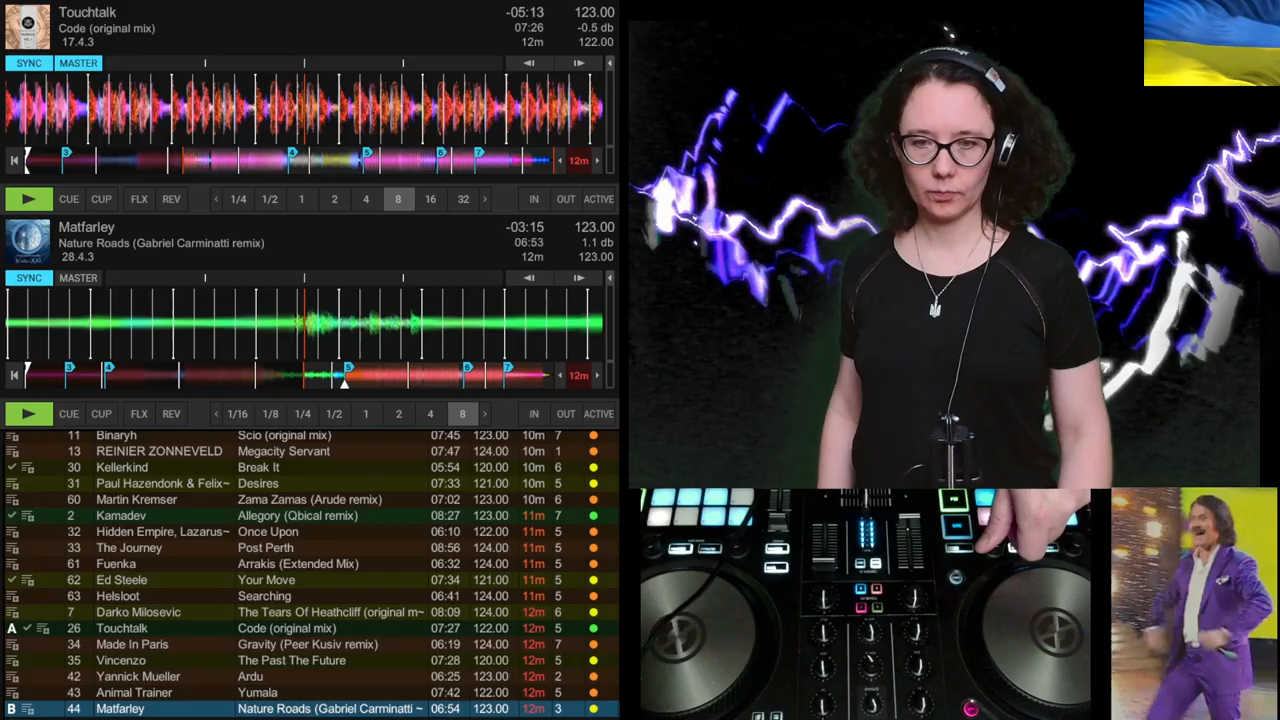 Touchtalk -05:13 123.00
Code (original mix) 07:26 -0.5 db
17.4.3 12m 122.00
SYNC MASTER
3 4 5 6 7 12m
CUE CUP FLX REV 1/4 1/2 1 2 4 8 16 32 IN OUT ACTIVE
Matfarley -03:15 123.00
Nature Roads (Gabriel Carminatti remix) 06:53 1.1 db
28.4.3 12m 123.00
SYNC MASTER
3 4 5 6 7 12m
CUE CUP FLX REV 1/16 1/8 1/4 1/2 1 2 4 8 IN OUT ACTIVE
11 Binaryh Scio (original mix) 07:45 123.00 10m 7
13 REINIER ZONNEVELD Megacity Servant 07:47 124.00 10m 1
30 Kellerkind Break It 05:54 120.00 10m 6
31 Paul Hazendonk & Felix~ Desires 07:33 121.00 10m 5
60 Martin Kremser Zama Zamas (Arude remix) 07:02 123.00 10m 6
2 Kamadev Allegory (Qbical remix) 08:27 123.00 11m 7
32 Hidden Empire, Lazarus~ Once Upon 06:10 122.00 11m 5
33 The Journey Post Perth 08:56 124.00 11m 5
61 Fuenka Arrakis (Extended Mix) 06:32 124.00 11m 5
62 Ed Steele Your Move 07:34 121.00 11m 5
63 Helsloot Searching 06:41 124.00 11m 5
7 Darko Milosevic The Tears Of Heathcliff (original m~ 08:09 124.00 12m 6
A 26 Touchtalk Code (original mix) 07:27 122.00 12m 5
34 Made In Paris Gravity (Peer Kusiv remix) 06:19 124.00 12m 7
35 Vincenzo The Past The Future 07:28 120.00 12m 5
42 Yannick Mueller Ardu 06:25 123.00 12m 2
43 Animal Trainer Yumala 07:42 122.00 12m 5
B 44 Matfarley Nature Roads (Gabriel Carminatti ~ 06:54 123.00 12m 3